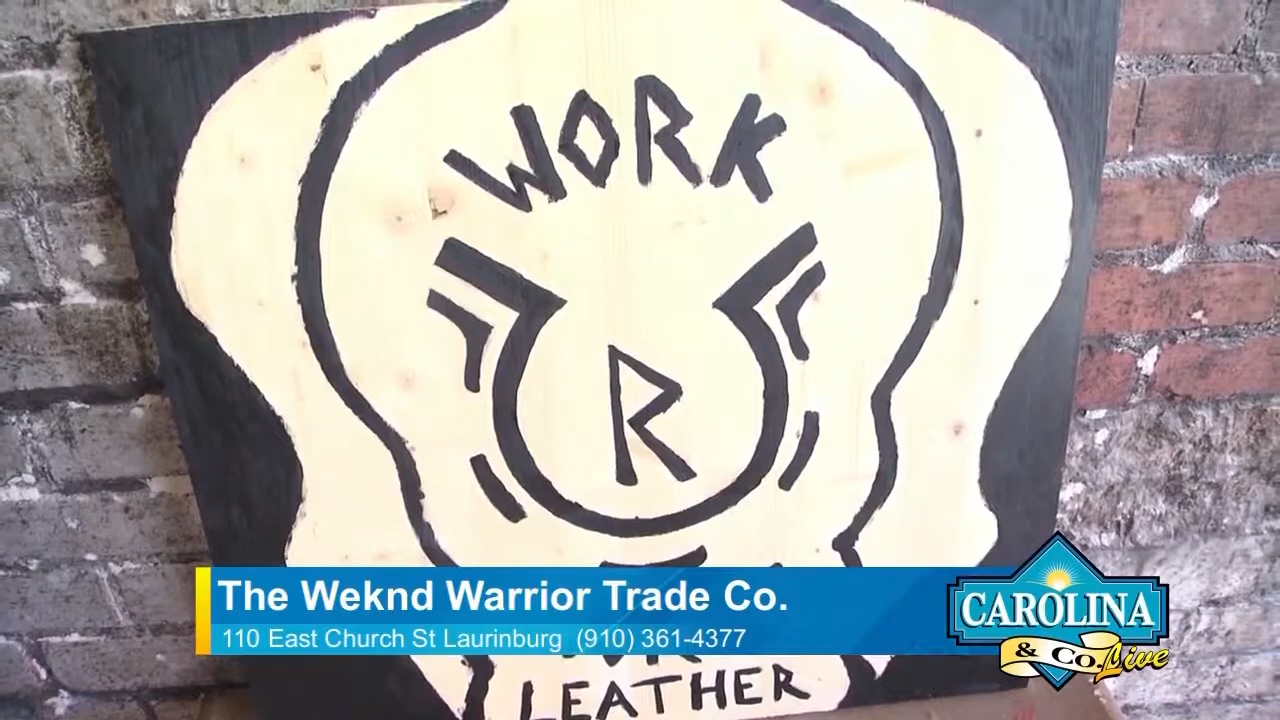 WORK
R
The Weknd Warrior Trade Co.
110 East Church St Laurinburg (910) 361-4377
CAROLINA
& Co. Live
LEATHER